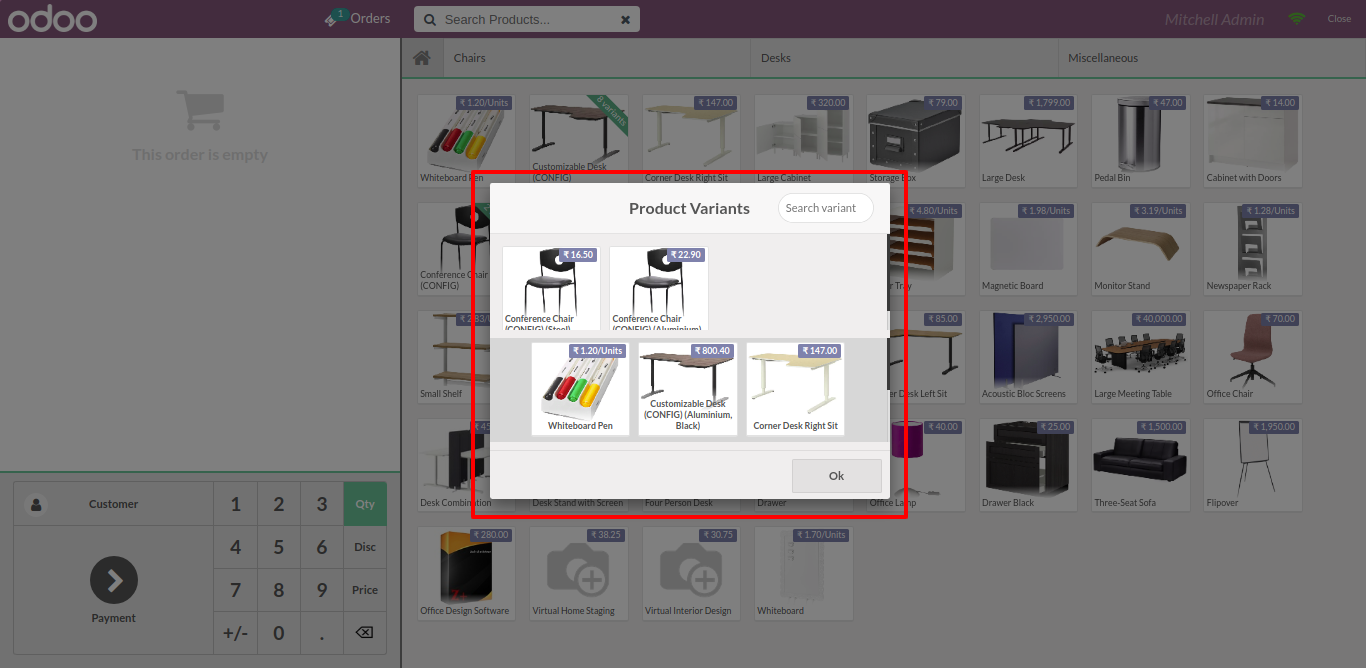 odoo
1
Orders
Search Products...
Mitchell Admin
Close
Chairs
Desks
Miscellaneous
This order is empty
₹ 1.20/Units
Whiteboard Pen
8 variants
Customizable Desk
(CONFIG)
₹ 147.00
Corner Desk Right Sit
₹ 320.00
Large Cabinet
₹ 79.00
Storage Box
₹ 1,799.00
Large Desk
₹ 47.00
Pedal Bin
₹ 14.00
Cabinet with Doors
Conference Chair
(CONFIG)
₹ 4.80/Units
Tray
₹ 1.98/Units
Magnetic Board
₹ 3.19/Units
Monitor Stand
₹ 1.28/Units
Newspaper Rack
Product Variants
Search variant
₹ 16.50
Conference Chair
(CONFIG) (Steel)
₹ 22.90
Conference Chair
(CONFIG) (Aluminium)
₹ 1.20/Units
Whiteboard Pen
₹ 800.40
Customizable Desk
(CONFIG) (Aluminium,
Black)
₹ 147.00
Corner Desk Right Sit
Ok
₹ 2.83/Units
Small Shelf
₹ 85.00
Desk Left Sit
₹ 2,950.00
Acoustic Bloc Screens
₹ 40,000.00
Large Meeting Table
₹ 70.00
Office Chair
₹ 45
Desk Combination
Desk Stand with Screen
Four Person Desk
Drawer
₹ 40.00
Office Lamp
₹ 25.00
Drawer Black
₹ 1,500.00
Three-Seat Sofa
₹ 1,950.00
Flipover
₹ 280.00
Office Design Software
₹ 38.25
Virtual Home Staging
₹ 30.75
Virtual Interior Design
₹ 1.70/Units
Whiteboard
Customer
1 2 3 Qty
4 5 6 Disc
Payment
7 8 9 Price
+/- 0 .